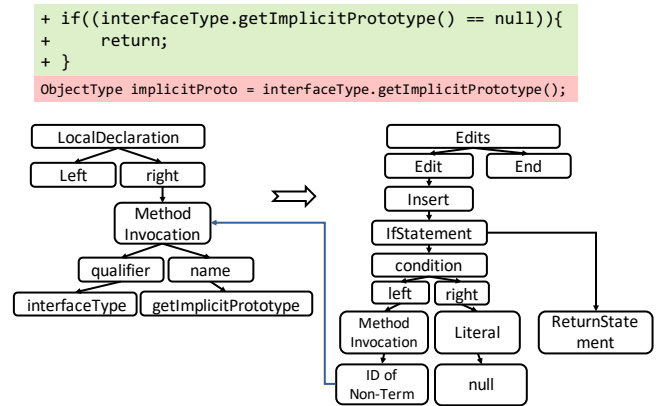 + if((interfaceType.getImplicitPrototype() == null)){
+     return;
+ }
ObjectType implicitProto = interfaceType.getImplicitPrototype();
LocalDeclaration
Left
right
Method
Invocation
qualifier
name
interfaceType
getImplicitPrototype
Edits
Edit
End
Insert
IfStatement
condition
left
right
Method
Invocation
Literal
ReturnState
ment
ID of
Non-Term
null